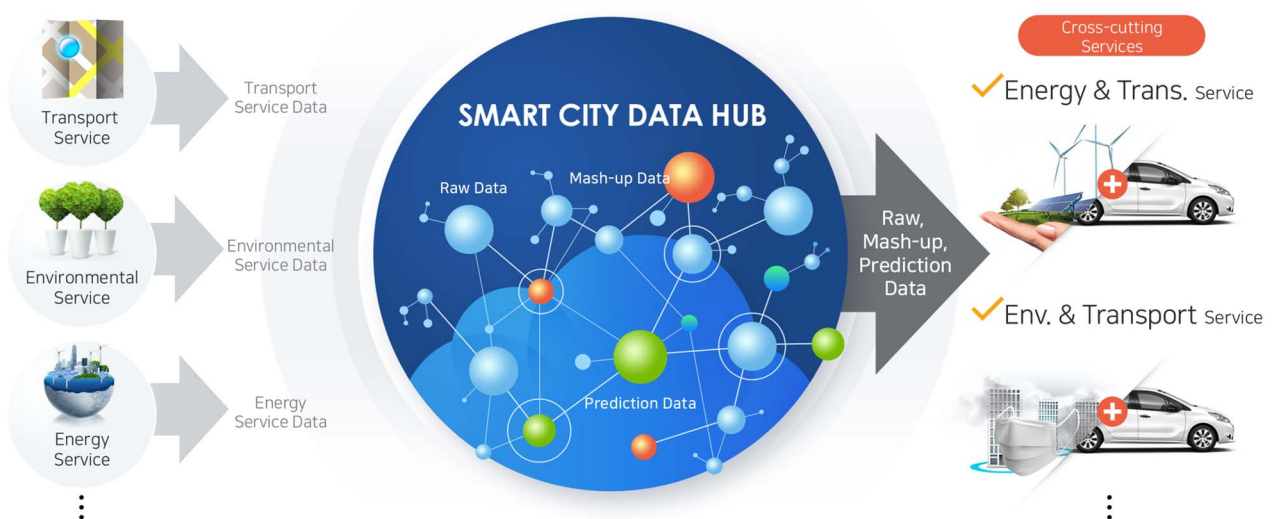 Transport
Service
Transport
Service Data
Environmental
Service
Environmental
Service Data
Energy
Service
Energy
Service Data
SMART CITY DATA HUB
Raw Data
Mash-up Data
Prediction Data
Raw,
Mash-up,
Prediction
Data
Cross-cutting
Services
Energy & Trans. Service
Env. & Transport Service